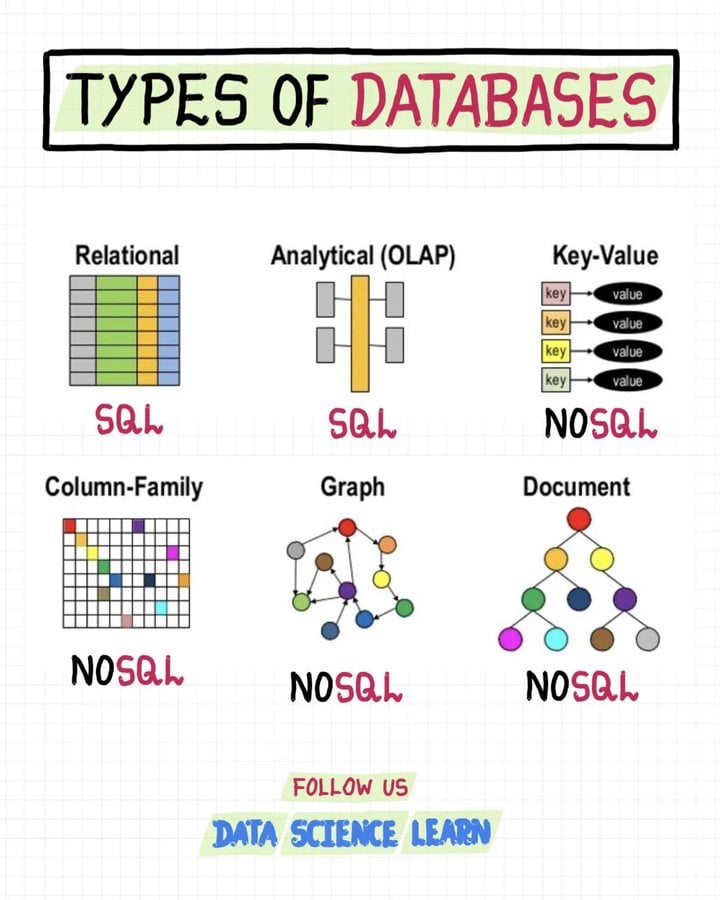 TYPES OF DATABASES
Relational
SQL
Analytical (OLAP)
SQL
Key-Value
key value
key value
key value
key value
NOSQL
Column-Family
NOSQL
Graph
NOSQL
Document
NOSQL
FOLLOW US
DATA SCIENCE LEARN